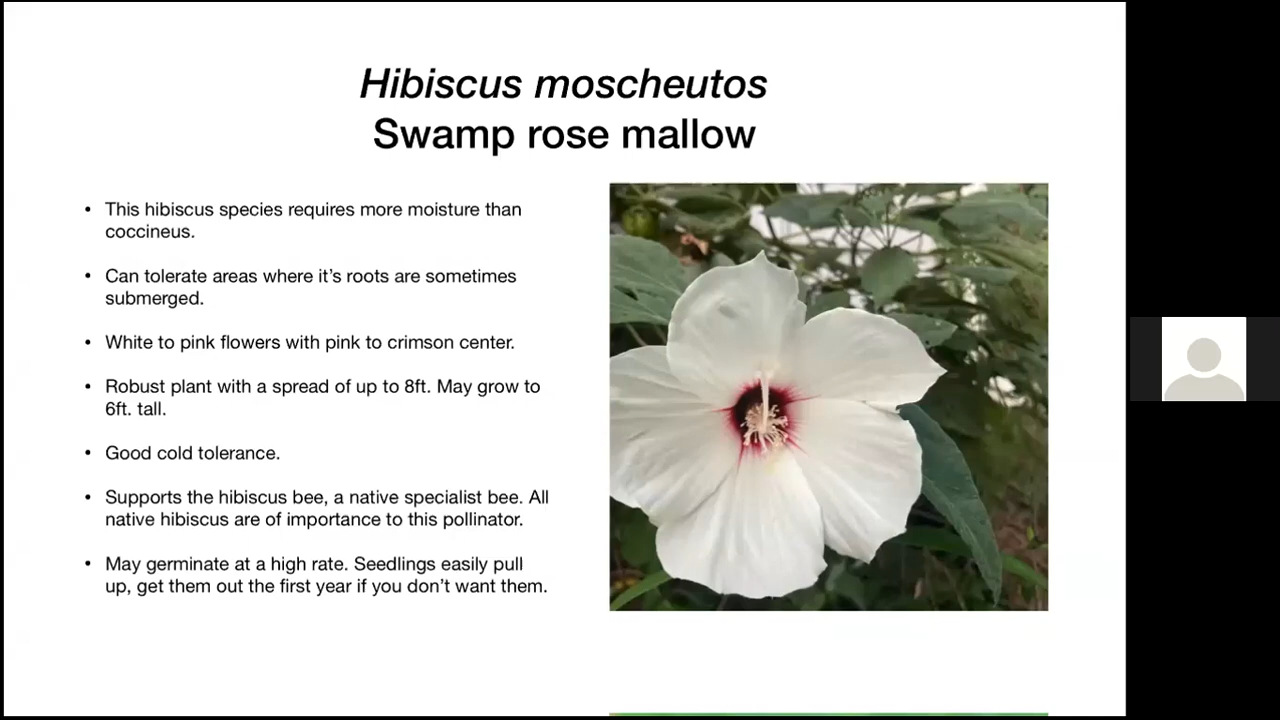 Hibiscus moscheutos
Swamp rose mallow
• This hibiscus species requires more moisture than
coccineus.
• Can tolerate areas where it’s roots are sometimes
submerged.
• White to pink flowers with pink to crimson center.
• Robust plant with a spread of up to 8ft. May grow to
6ft. tall.
• Good cold tolerance.
• Supports the hibiscus bee, a native specialist bee. All
native hibiscus are of importance to this pollinator.
• May germinate at a high rate. Seedlings easily pull
up, get them out the first year if you don’t want them.